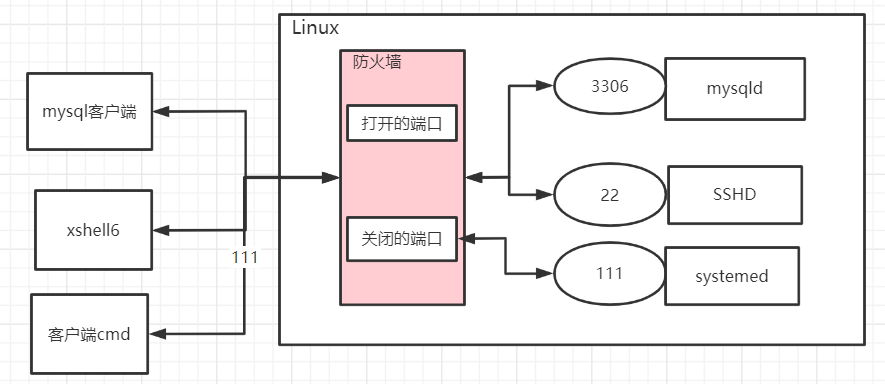 Linux
防火墙
mysql客户端
打开的端口
3306
mysqld
xshell6
22
SSHD
111
关闭的端口
111
systemed
客户端cmd